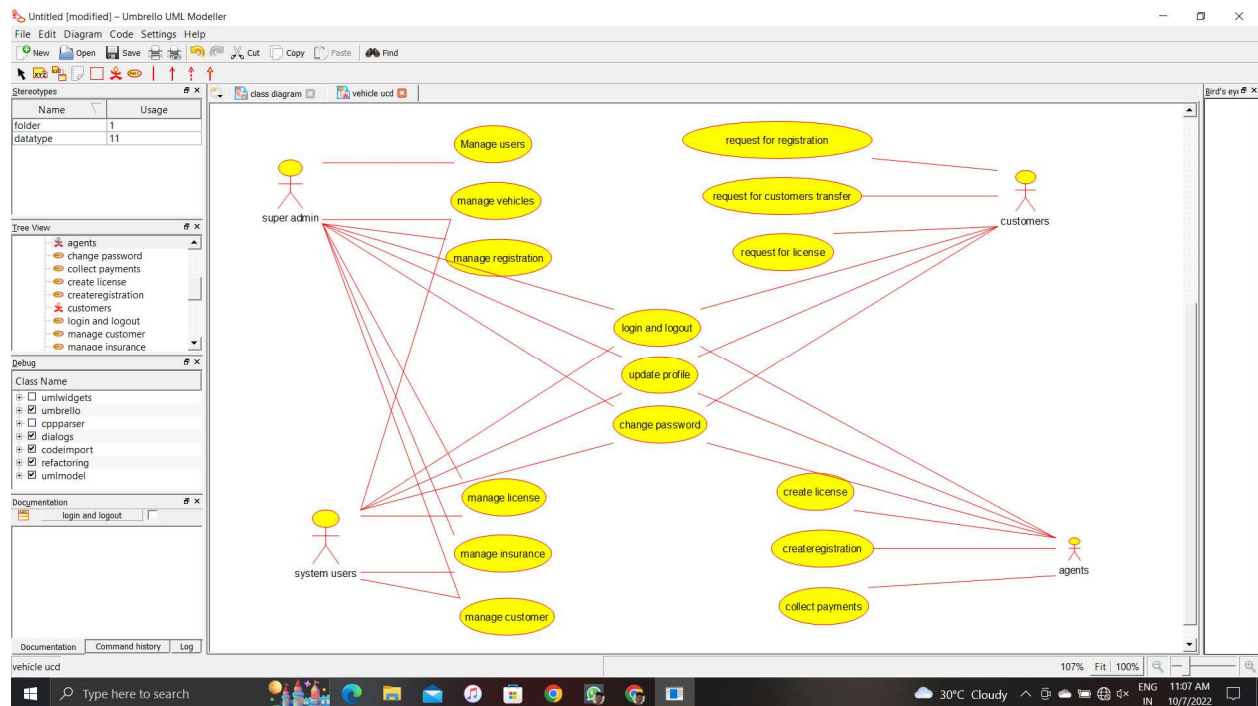 Untitled [modified] – Umbrello UML Modeller
File Edit Diagram Code Settings Help
New Open Save Cut Copy Paste Find
XYZ ABC
Stereotypes
Name Usage
folder 1
datatype 11
Tree View
agents
change password
collect payments
create license
createregistration
customers
login and logout
manage customer
manage insurance
Debug
Class Name
umlwidgets
umbrello
cppparser
dialogs
codeimport
refactoring
umlmodel
Documentation
login and logout
Documentation Command history Log
class diagram vehicle ucd
Bird's eye
Manage users
request for registration
super admin
manage vehicles
request for customers transfer
customers
manage registration
request for license
login and logout
update profile
change password
manage license
create license
system users
manage insurance
createregistration
agents
manage customer
collect payments
vehicle ucd
107% Fit 100%
Type here to search
30°C Cloudy
ENG
IN
11:07 AM
10/7/2022